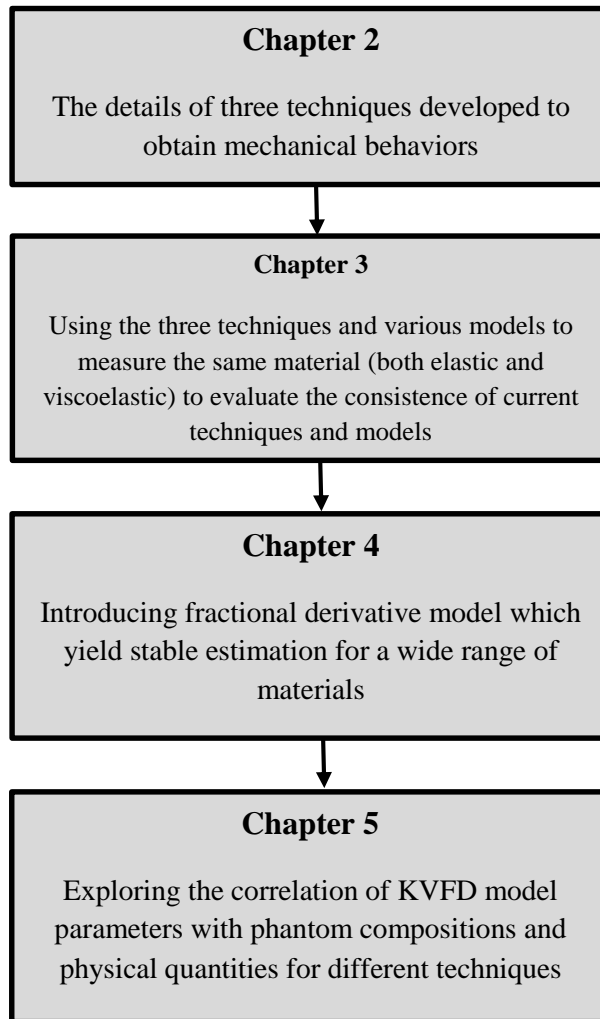 Chapter 2
The details of three techniques developed to
obtain mechanical behaviors
Chapter 3
Using the three techniques and various models to
measure the same material (both elastic and
viscoelastic) to evaluate the consistence of current
techniques and models
Chapter 4
Introducing fractional derivative model which
yield stable estimation for a wide range of
materials
Chapter 5
Exploring the correlation of KVFD model
parameters with phantom compositions and
physical quantities for different techniques